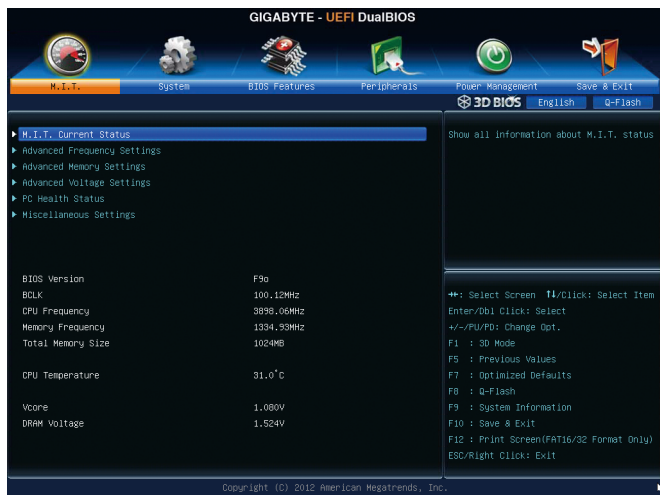 GIGABYTE - UEFI DualBIOS
M.I.T.
System
BIOS Features
Peripherals
Power Management
Save & Exit
3D BIOS
English
Q-Flash
M.I.T. Current Status
Advanced Frequency Settings
Advanced Memory Settings
Advanced Voltage Settings
PC Health Status
Miscellaneous Settings
BIOS Version F9o
BCLK 100.12MHz
CPU Frequency 3898.06MHz
Memory Frequency 1334.93MHz
Total Memory Size 1024MB
CPU Temperature 31.0°C
Vcore 1.080V
DRAM Voltage 1.524V
Show all information about M.I.T. status
→←: Select Screen ↑↓/Click: Select Item
Enter/Dbl Click: Select
+/-/PU/PD: Change Opt.
F1 : 3D Mode
F5 : Previous Values
F7 : Optimized Defaults
F8 : Q-Flash
F9 : System Information
F10 : Save & Exit
F12 : Print Screen(FAT16/32 Format Only)
ESC/Right Click: Exit
Copyright (C) 2012 American Megatrends, Inc.